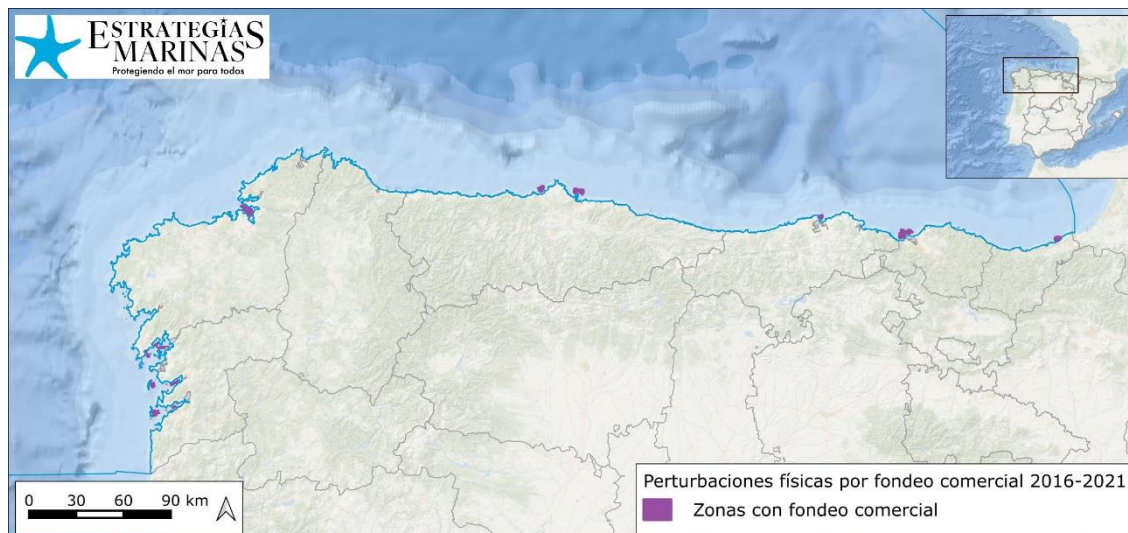 ESTRATEGÍAS
MARINAS
Protegiendo el mar para todos
0 30 60 90 km
Perturbaciones físicas por fondeo comercial 2016-2021
Zonas con fondeo comercial